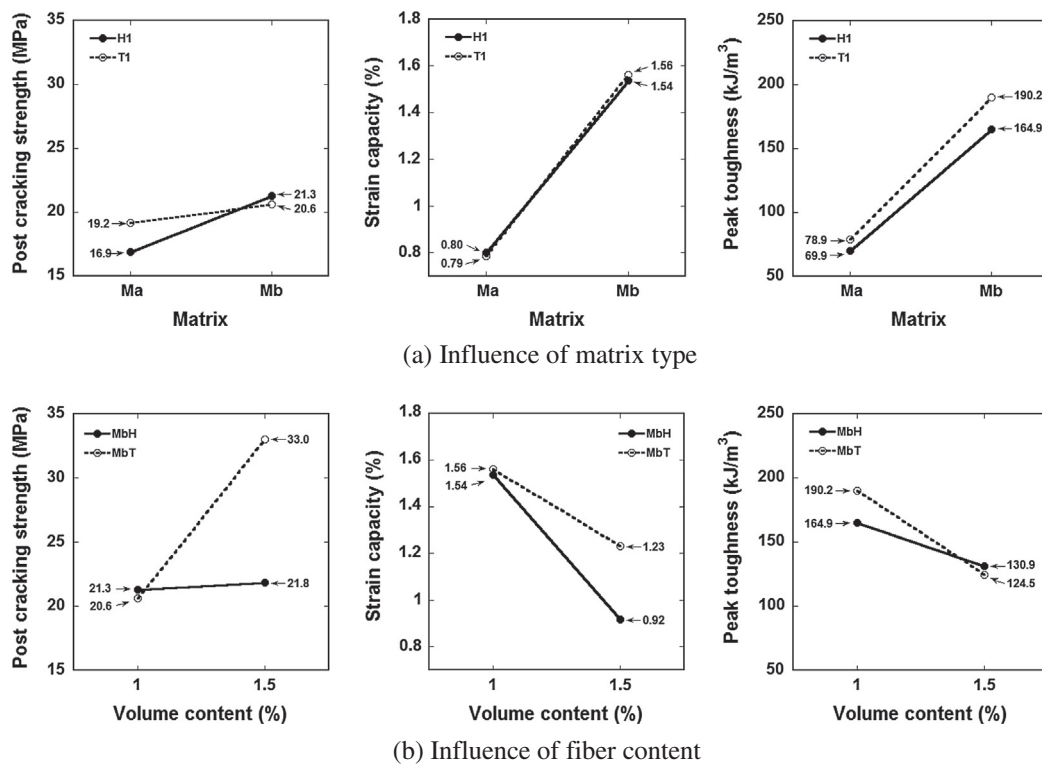 Post cracking strength (MPa)
35
30
25
20
15
H1
T1
19.2
16.9
21.3
20.6
Ma
Mb
Matrix
Strain capacity (%)
1.8
1.6
1.4
1.2
1
0.8
H1
T1
1.56
1.54
0.80
0.79
Ma
Mb
Matrix
Peak toughness (kJ/m³)
250
200
150
100
50
H1
T1
190.2
164.9
78.9
69.9
Ma
Mb
Matrix
(a) Influence of matrix type
Post cracking strength (MPa)
35
30
25
20
15
MbH
MbT
33.0
21.3
20.6
21.8
1
1.5
Volume content (%)
Strain capacity (%)
1.8
1.6
1.4
1.2
1
0.8
MbH
MbT
1.56
1.54
1.23
0.92
1
1.5
Volume content (%)
Peak toughness (kJ/m³)
250
200
150
100
50
MbH
MbT
190.2
164.9
130.9
124.5
1
1.5
Volume content (%)
(b) Influence of fiber content